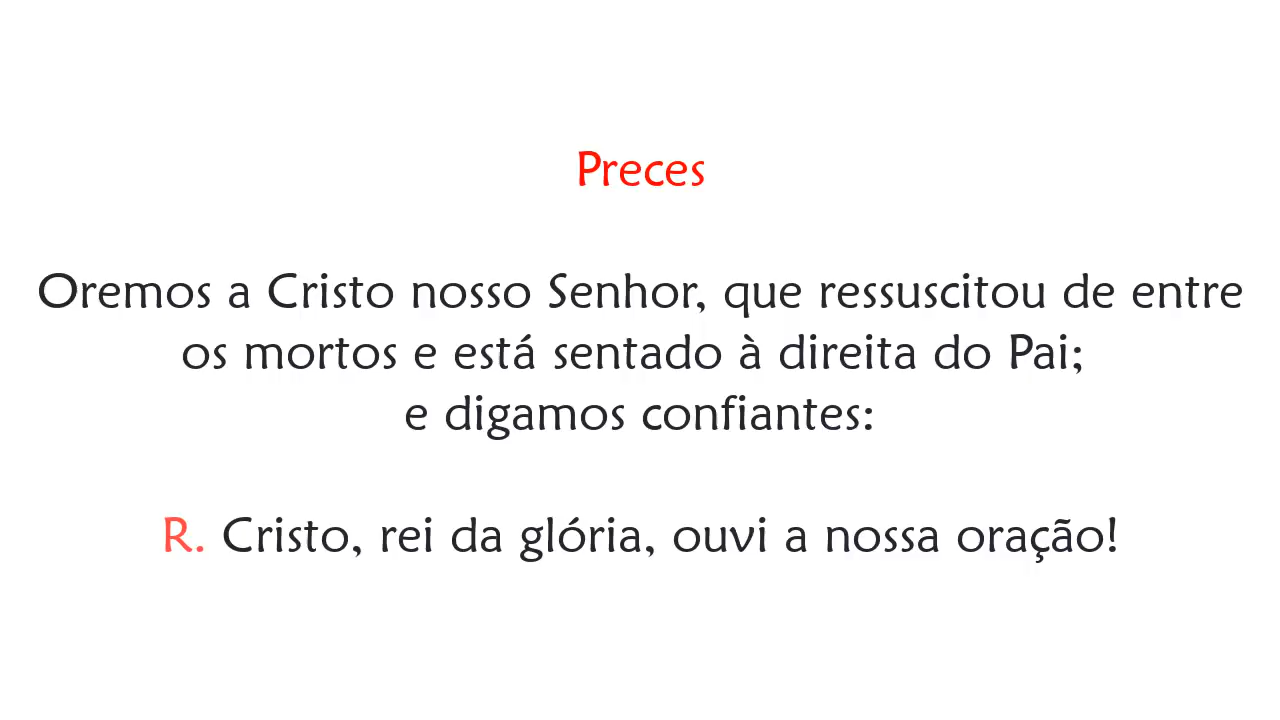 Preces
Oremos a Cristo nosso Senhor, que ressuscitou de entre
os mortos e está sentado à direita do Pai;
e digamos confiantes:
R. Cristo, rei da glória, ouvi a nossa oração!